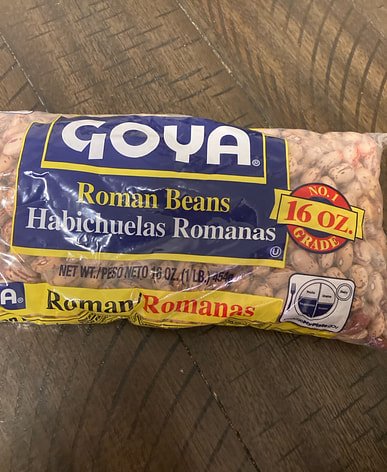 GOYA®
Roman Beans
Habichuelas Romanas
NO. 1
16 OZ.
GRADE
U
NET WT./PESO NETO 16 OZ.(1 LB.) 454g
A®
Roman/Romanas